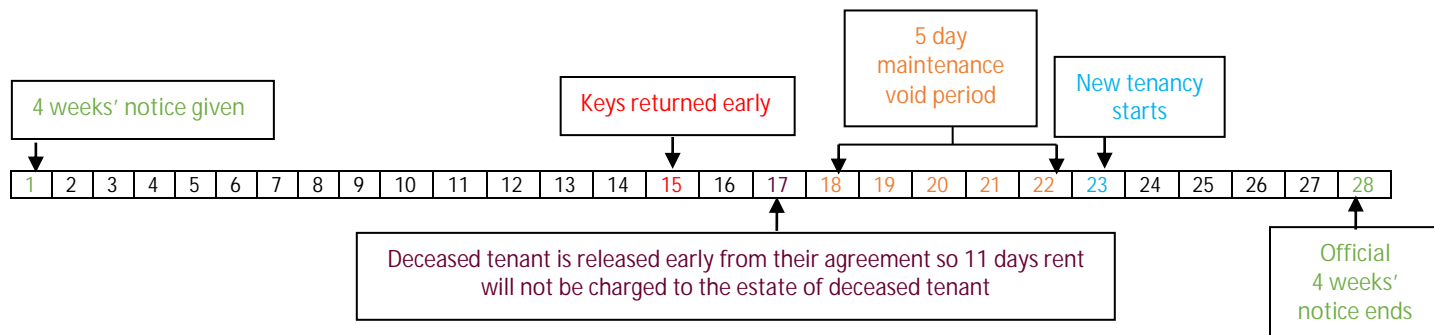 5 day
maintenance
void period
4 weeks' notice given
Keys returned early
New tenancy
starts
1 2 3 4 5 6 7 8 9 10 11 12 13 14 15 16 17 18 19 20 21 22 23 24 25 26 27 28
Deceased tenant is released early from their agreement so 11 days rent
will not be charged to the estate of deceased tenant
Official
4 weeks'
notice ends